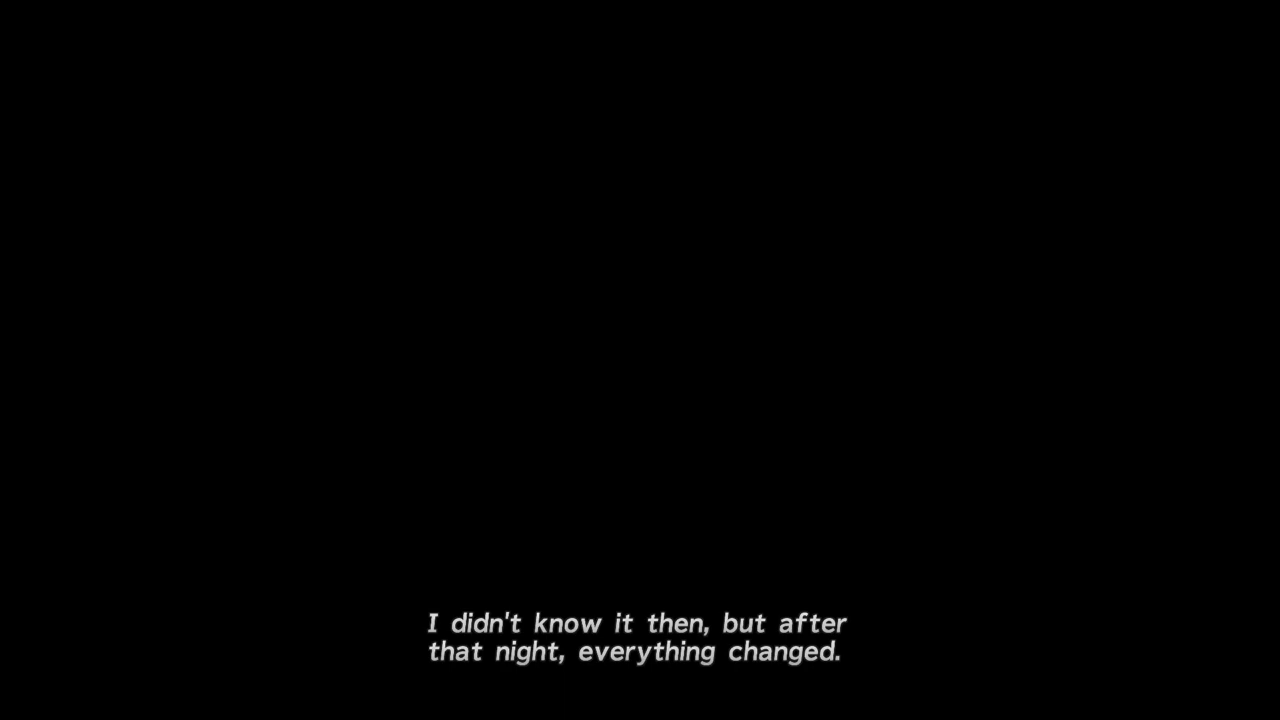 I didn't know it then, but after
that night, everything changed.